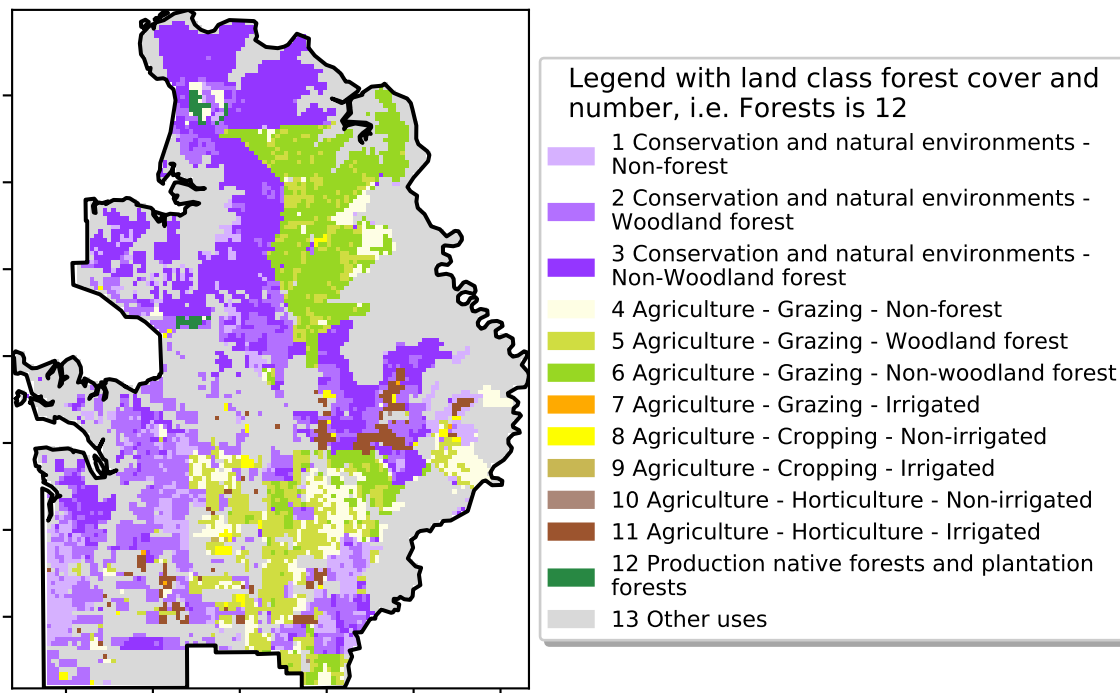 Legend with land class forest cover and
number, i.e. Forests is 12
1 Conservation and natural environments -
Non-forest
2 Conservation and natural environments -
Woodland forest
3 Conservation and natural environments -
Non-Woodland forest
4 Agriculture - Grazing - Non-forest
5 Agriculture - Grazing - Woodland forest
6 Agriculture - Grazing - Non-woodland forest
7 Agriculture - Grazing - Irrigated
8 Agriculture - Cropping - Non-irrigated
9 Agriculture - Cropping - Irrigated
10 Agriculture - Horticulture - Non-irrigated
11 Agriculture - Horticulture - Irrigated
12 Production native forests and plantation
forests
13 Other uses